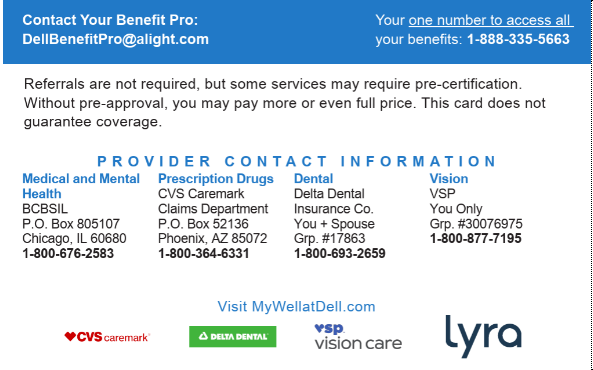 Contact Your Benefit Pro:
DellBenefitPro@alight.com
Your one number to access all
your benefits: 1-888-335-5663
Referrals are not required, but some services may require pre-certification.
Without pre-approval, you may pay more or even full price. This card does not
guarantee coverage.
PROVIDER CONTACT INFORMATION
Medical and Mental
Health
BCBSIL
P.O. Box 805107
Chicago, IL 60680
1-800-676-2583
Prescription Drugs
CVS Caremark
Claims Department
P.O. Box 52136
Phoenix, AZ 85072
1-800-364-6331
Dental
Delta Dental
Insurance Co.
You + Spouse
Grp. #17863
1-800-693-2659
Vision
VSP
You Only
Grp. #30076975
1-800-877-7195
Visit MyWellatDell.com
CVS caremark
DELTA DENTAL
vsp
vision care
lyra